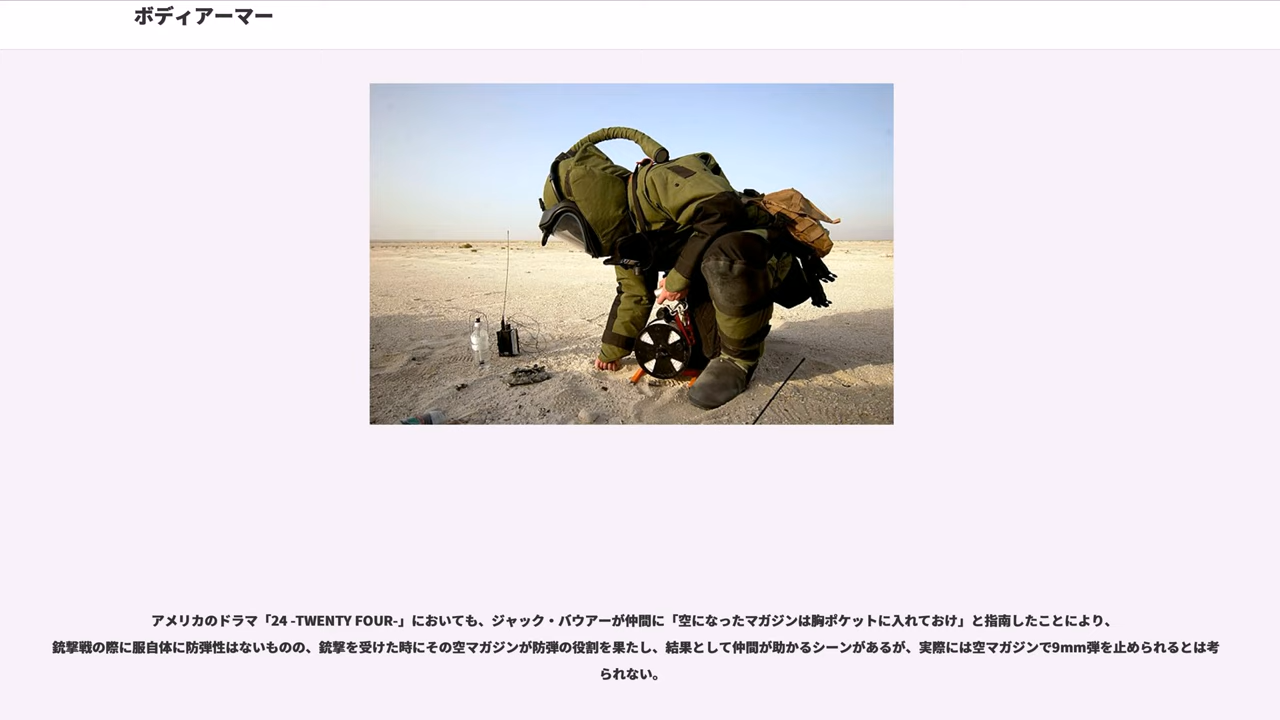 ボディアーマー
アメリカのドラマ「24 -TWENTY FOUR-」においても、ジャック・バウアーが仲間に「空になったマガジンは胸ポケットに入れておけ」と指南したことにより、
銃撃戦の際に服自体に防弾性はないものの、銃撃を受けた時にその空マガジンが防弾の役割を果たし、結果として仲間が助かるシーンがあるが、実際には空マガジンで9mm弾を止められるとは考
られない。